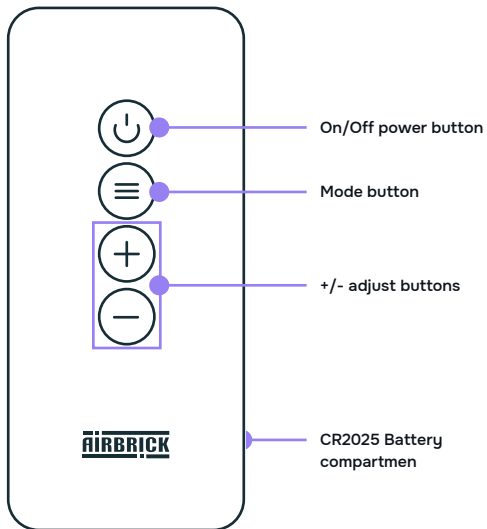 On/Off power button
Mode button
+/- adjust buttons
AIRBRICK
CR2025 Battery
compartmen